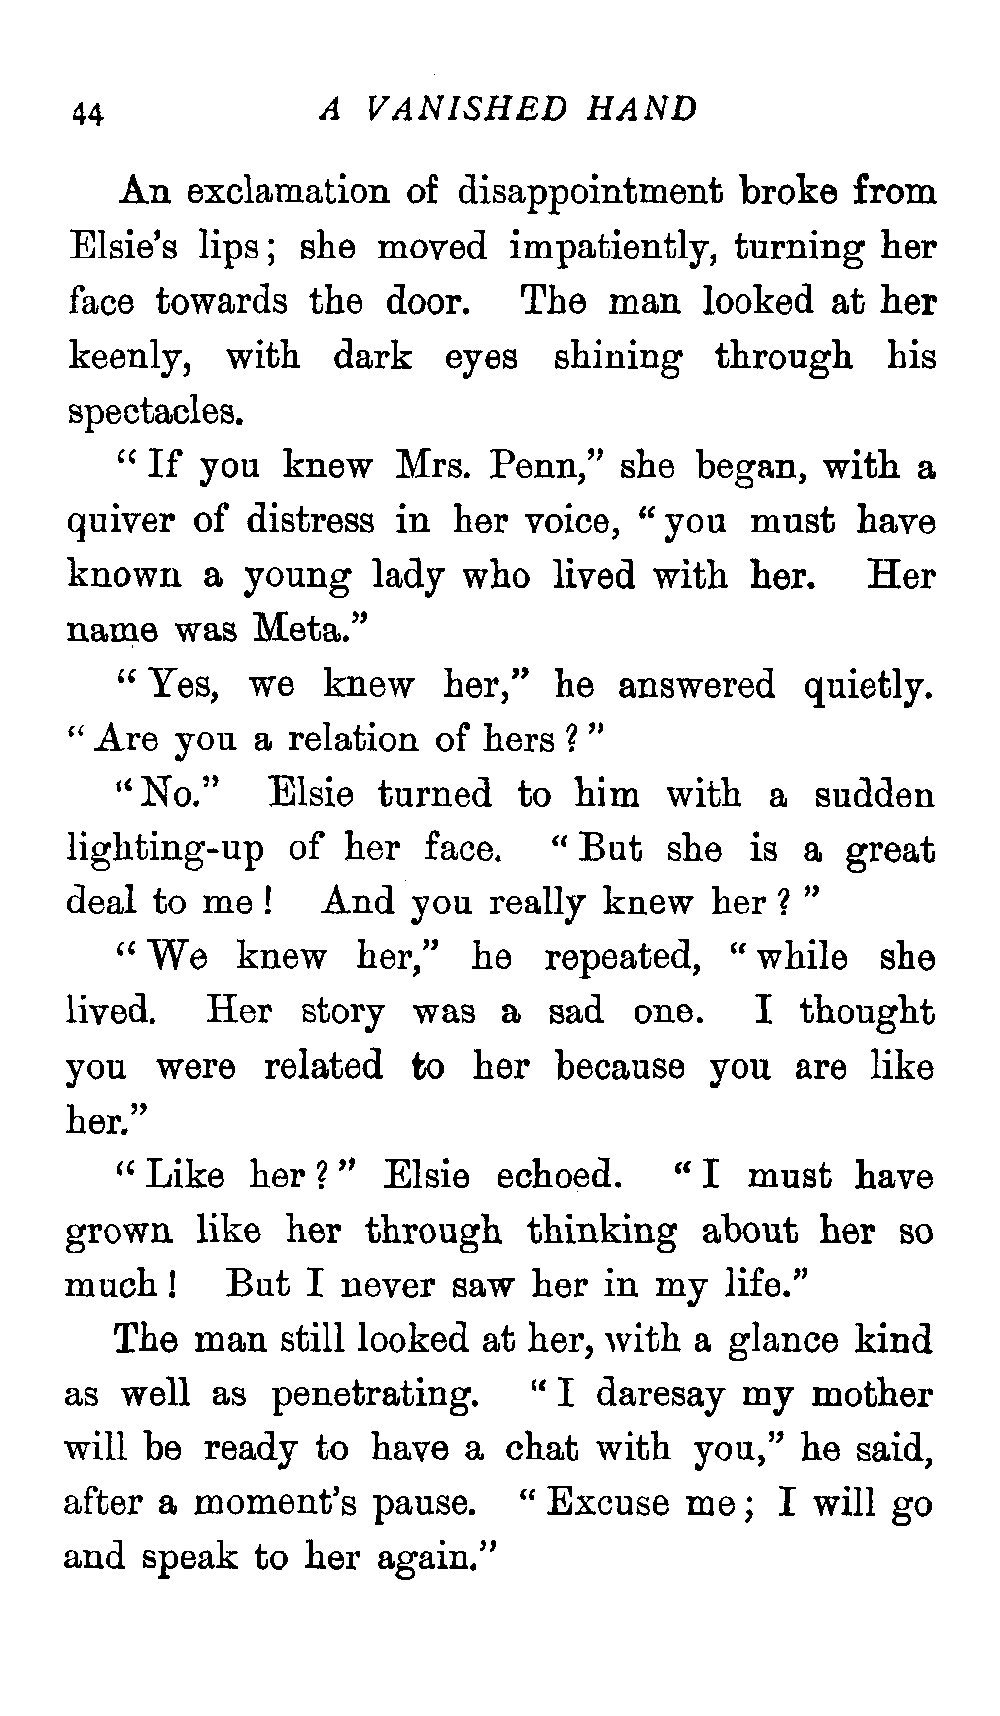 44 A VANISHED HAND
An exclamation of disappointment broke from
Elsie's lips; she moved impatiently, turning her
face towards the door. The man looked at her
keenly, with dark eyes shining through his
spectacles.
“If you knew Mrs. Penn,” she began, with a
quiver of distress in her voice, “you must have
known a young lady who lived with her. Her
name was Meta.”
“Yes, we knew her,” he answered quietly.
“Are you a relation of hers?”
“No.” Elsie turned to him with a sudden
lighting-up of her face. “But she is a great
deal to me! And you really knew her?”
“We knew her,” he repeated, “while she
lived. Her story was a sad one. I thought
you were related to her because you are like
her.”
“Like her?” Elsie echoed. “I must have
grown like her through thinking about her so
much! But I never saw her in my life.”
The man still looked at her, with a glance kind
as well as penetrating. “I daresay my mother
will be ready to have a chat with you,” he said,
after a moment's pause. “Excuse me; I will go
and speak to her again.”